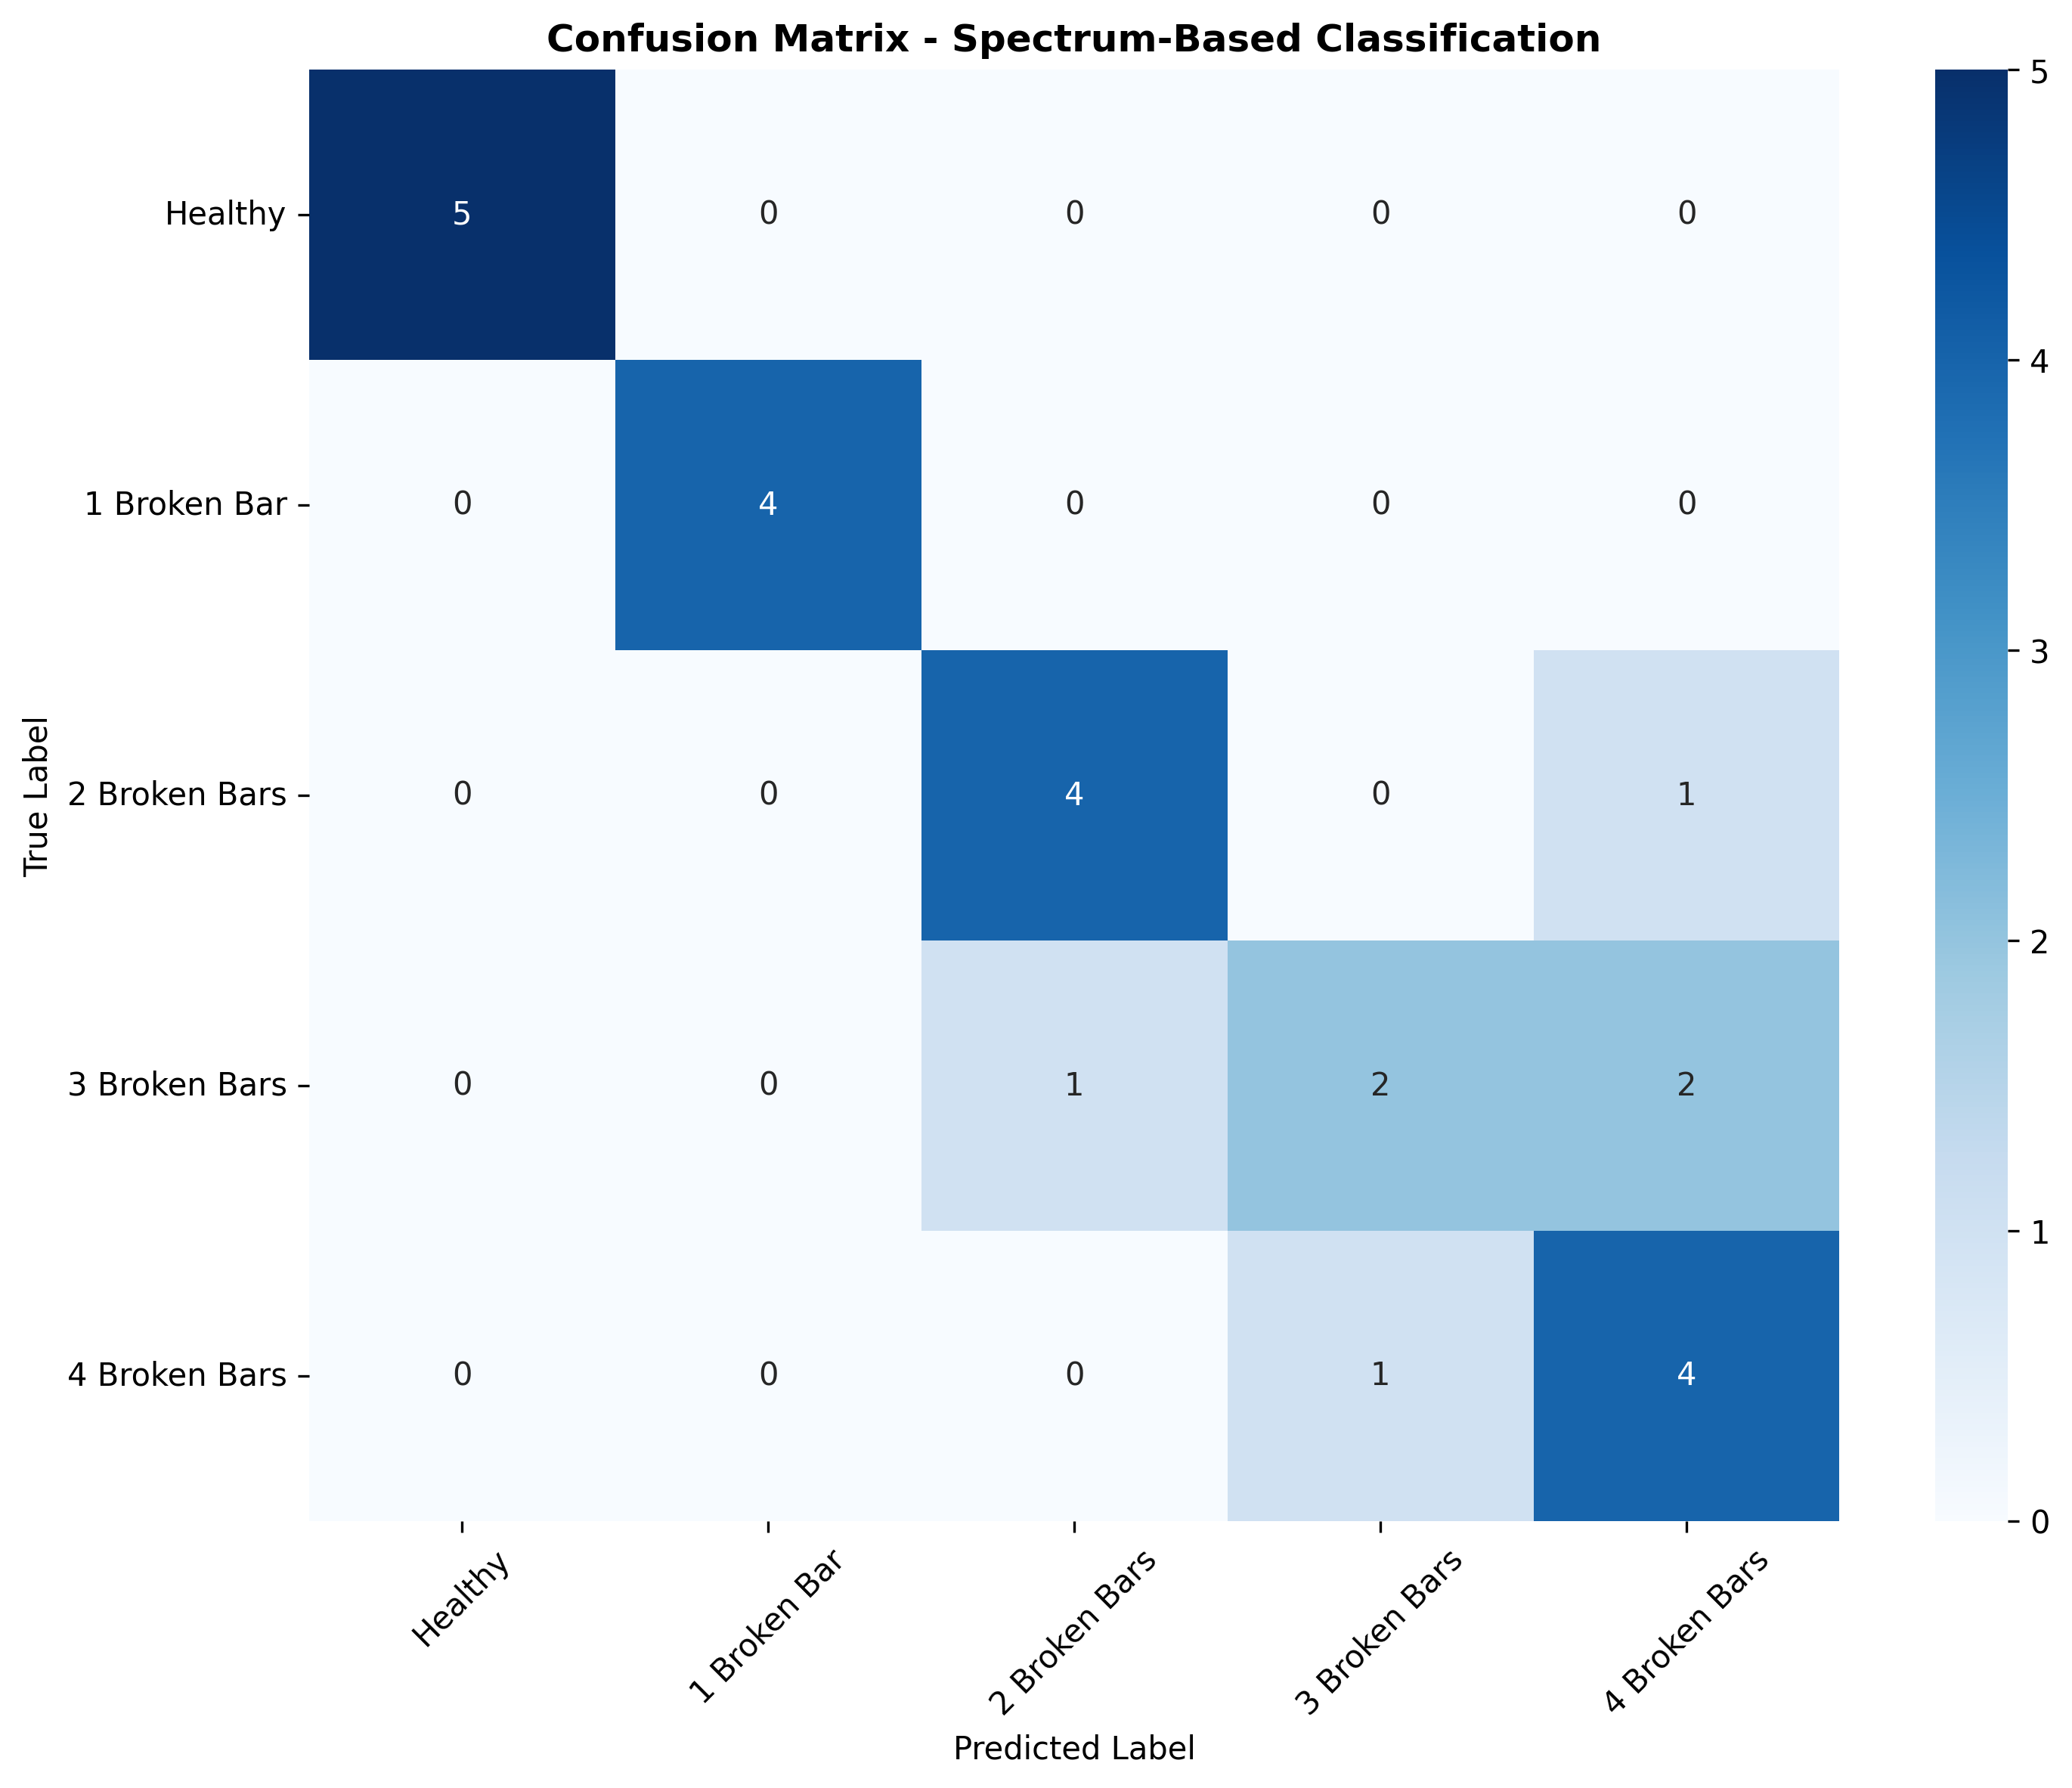 Confusion Matrix - Spectrum-Based Classification
Healthy 5 0 0 0 0
1 Broken Bar 0 4 0 0 0
2 Broken Bars 0 0 4 0 1
3 Broken Bars 0 0 1 2 2
4 Broken Bars 0 0 0 1 4
True Label
Healthy
1 Broken Bar
2 Broken Bars
3 Broken Bars
4 Broken Bars
Predicted Label
5
4
3
2
1
0